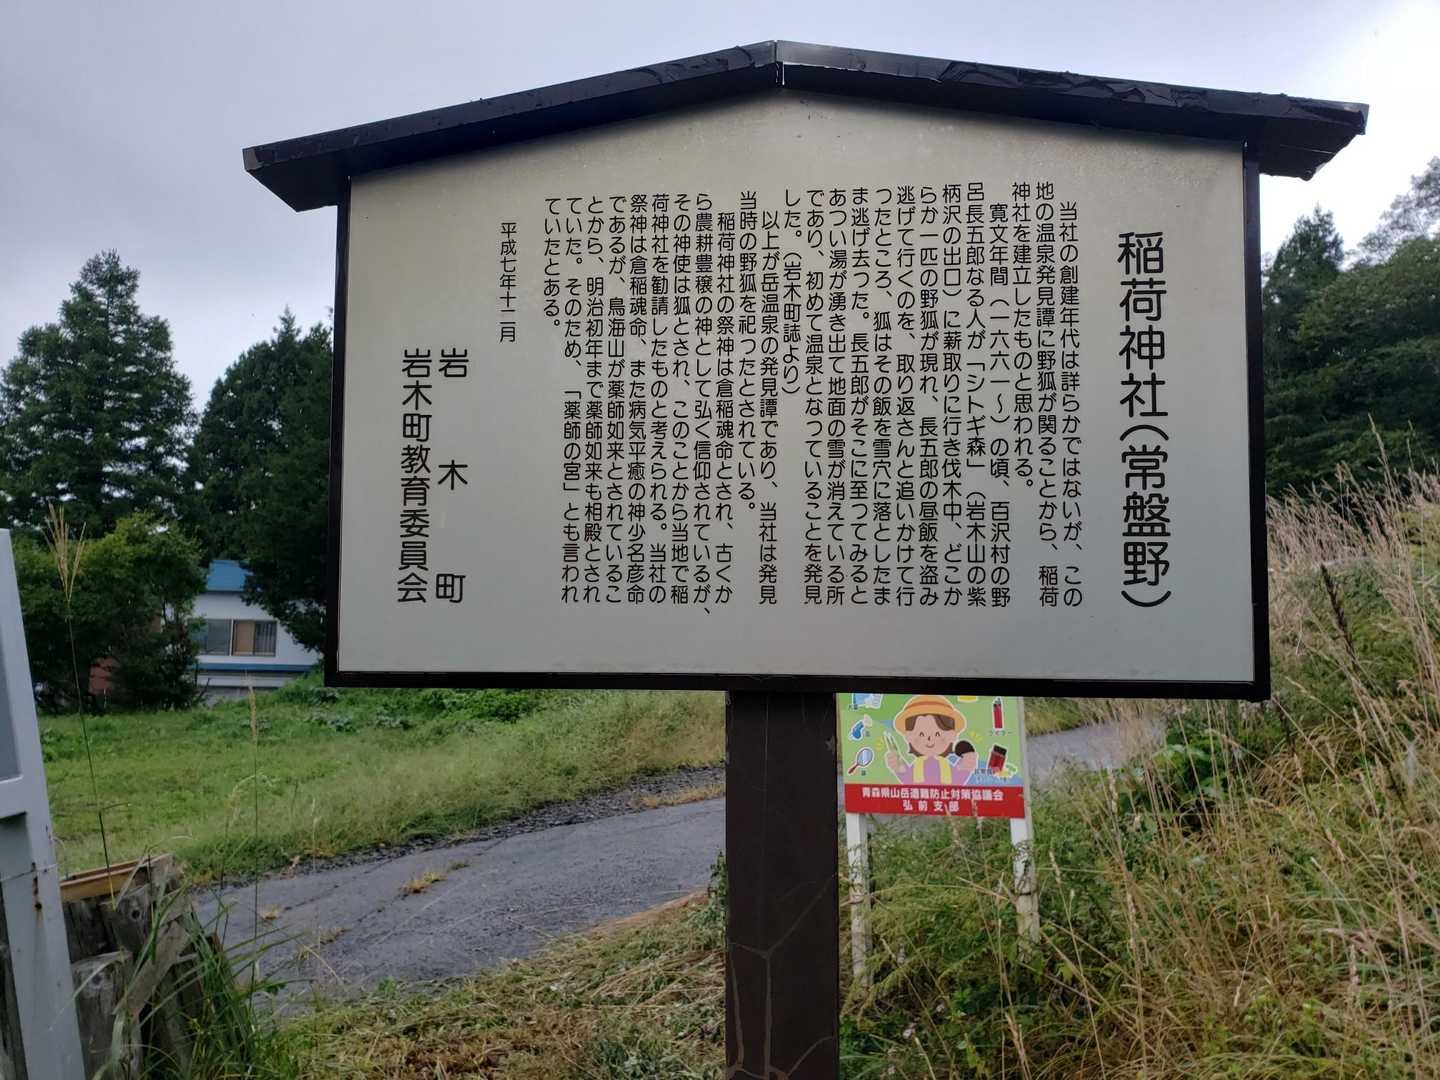 稲荷神社（常盤野）
当社の創建年代は詳らかではないが、この
地の温泉発見譚に野狐が関ることから、稲荷
神社を建立したものと思われる。
寛文年間（一六六一～）の頃、百沢村の野
呂長五郎なる人が「シトギ森」（岩木山の紫
柄沢の出口）に薪取りに行き伐木中、どこか
らか一匹の野狐が現れ、長五郎の昼飯を盗み
逃げて行くのを、取り返さんと追いかけて行
つたところ、狐はその飯を雪穴に落としたま
ま逃げ去った。長五郎がそこに至つてみると
あつい湯が湧き出て地面の雪が消えている所
であり、初めて温泉となっていることを発見
した。（岩木町誌より）
以上が岳温泉の発見譚であり、当社は発見
当時の野狐を祀ったとされている。
稲荷神社の祭神は倉稲魂命とされ、古くか
ら農耕豊穣の神として弘く信仰されているが、
その神使は狐とされ、このことから当地で稲
荷神社を勧請したものと考えられる。当社の
祭神は倉稲魂命、また病気平癒の神少名彦命
であるが、鳥海山が薬師如来とされているこ
とから、明治初年まで薬師如来も相殿とされ
ていた。そのため、「薬師の宮」とも言われ
ていたとある。
平成七年十二月
岩木町
岩木町教育委員会
青森県山岳遭難防止対策協議会
弘前支部